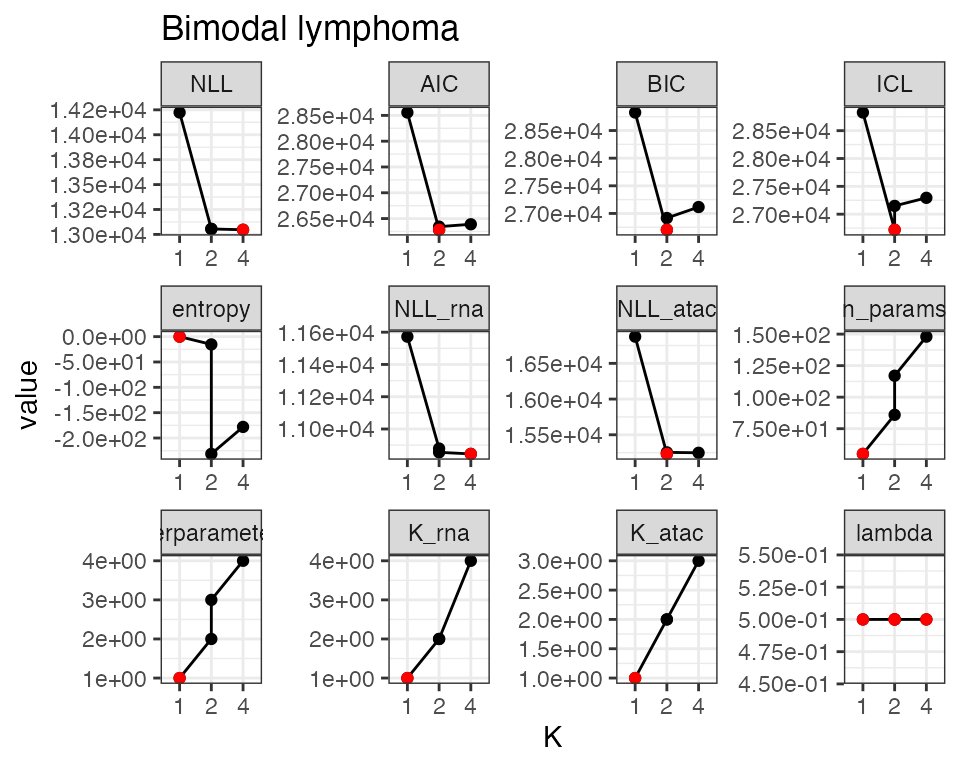 Bimodal lymphoma
NLL
AIC
BIC
ICL
1.42e+04
1.40e+04
1.38e+04
1.35e+04
1.32e+04
1.30e+04
2.85e+04
2.80e+04
2.75e+04
2.70e+04
2.65e+04
2.85e+04
2.80e+04
2.75e+04
2.70e+04
2.85e+04
2.80e+04
2.75e+04
2.70e+04
1 2 4
1 2 4
1 2 4
1 2 4
entropy
NLL_rna
NLL_atac
n_params
0.0e+00
-5.0e+01
-1.0e+02
-1.5e+02
-2.0e+02
1.16e+04
1.14e+04
1.12e+04
1.10e+04
1.65e+04
1.60e+04
1.55e+04
1.50e+02
1.25e+02
1.00e+02
7.50e+01
1 2 4
1 2 4
1 2 4
1 2 4
erparamete
K_rna
K_atac
lambda
4e+00
3e+00
2e+00
1e+00
4e+00
3e+00
2e+00
1e+00
3.0e+00
2.5e+00
2.0e+00
1.5e+00
1.0e+00
5.50e-01
5.25e-01
5.00e-01
4.75e-01
4.50e-01
1 2 4
1 2 4
1 2 4
1 2 4
value
K